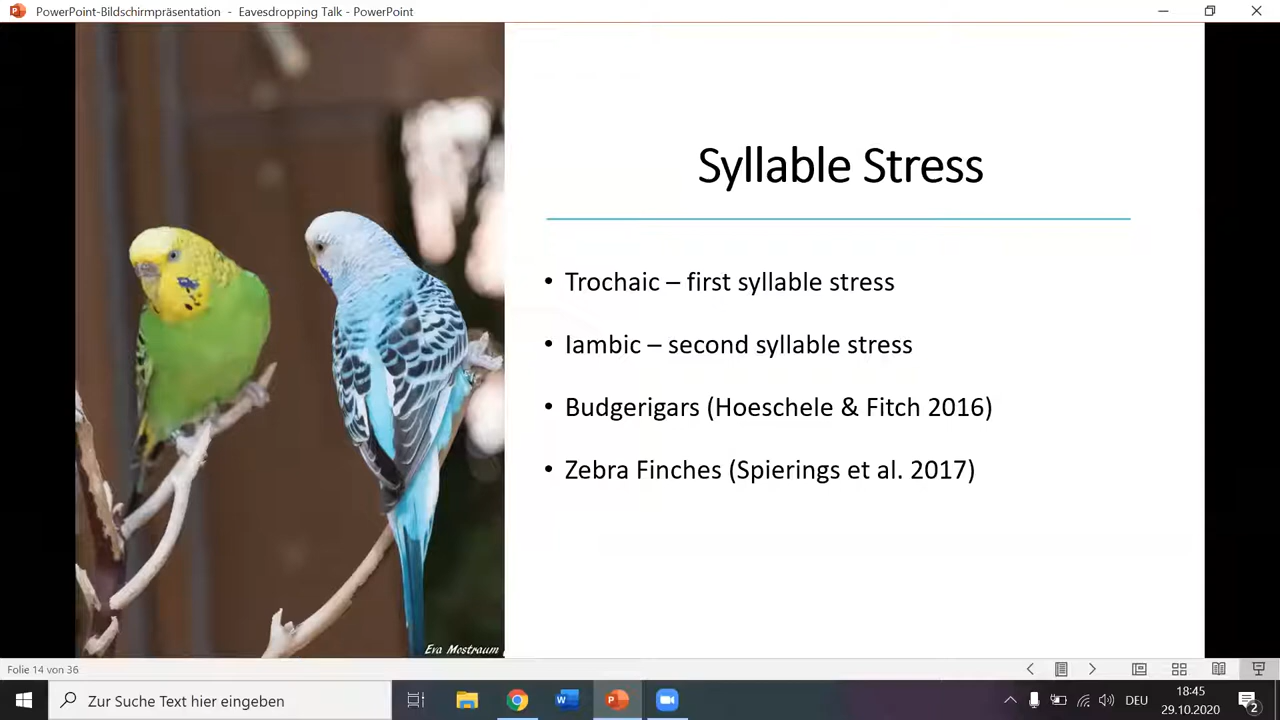 PowerPoint-Bildschirmpräsentation - Eavesdropping Talk - PowerPoint
Syllable Stress
• Trochaic – first syllable stress
• Iambic – second syllable stress
• Budgerigars (Hoeschele & Fitch 2016)
• Zebra Finches (Spierings et al. 2017)
Eva Mostraum
Folie 14 von 36
Zur Suche Text hier eingeben
DEU
18:45
29.10.2020
2